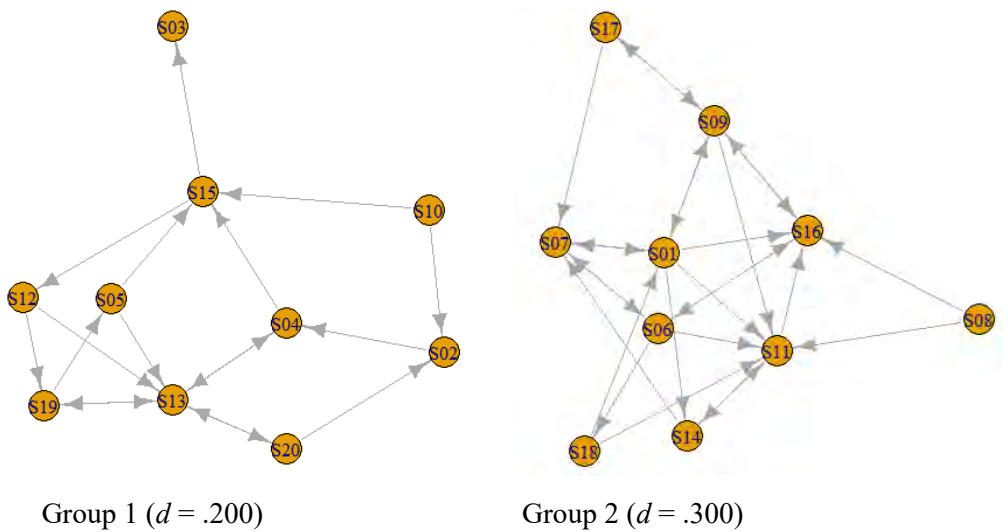 S03
S17
S09
S15
S10
S16
S07
S01
S12
S05
S04
S06
S08
S02
S11
S19
S13
S14
S20
S18
Group 1 (d = .200)
Group 2 (d = .300)